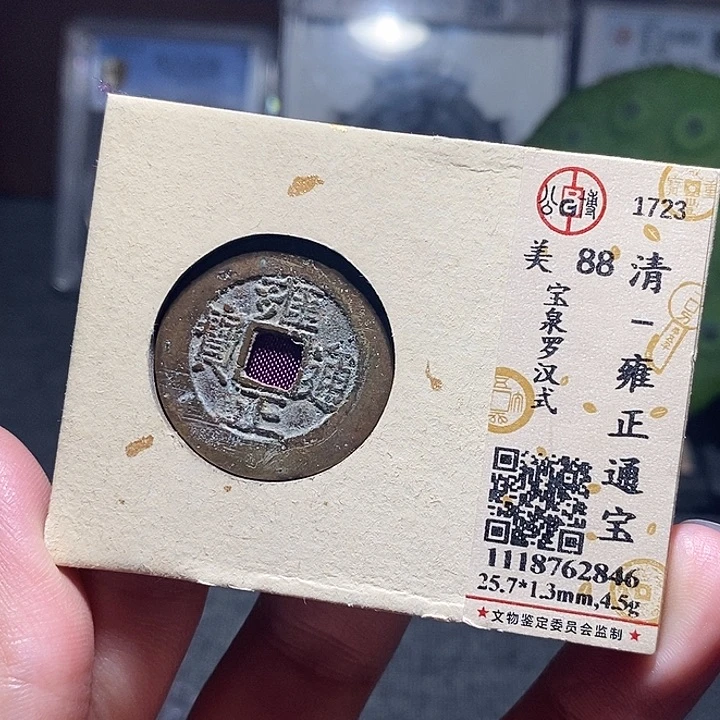 公G博
1723
美 88
清-雍正通宝
宝泉罗汉式
1118762846
25.7*1.3mm,4.5g
★文物鉴定委员会监制★
雍正通寶